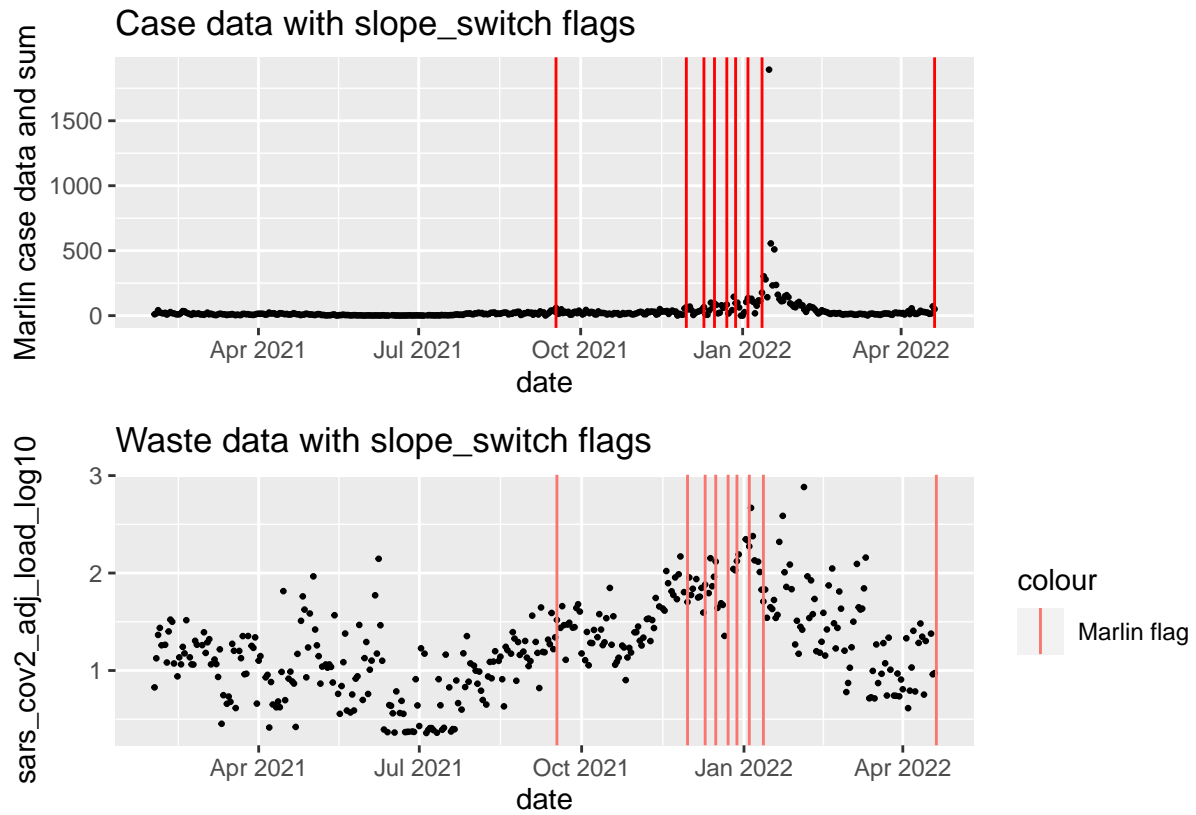 Case data with slope_switch flags
Marlin case data and sum
1500
1000
500
0
Apr 2021 Jul 2021 Oct 2021 Jan 2022 Apr 2022
date
Waste data with slope_switch flags
sars_cov2_adj_load_log10
3
2
1
Apr 2021 Jul 2021 Oct 2021 Jan 2022 Apr 2022
date
colour
Marlin flag